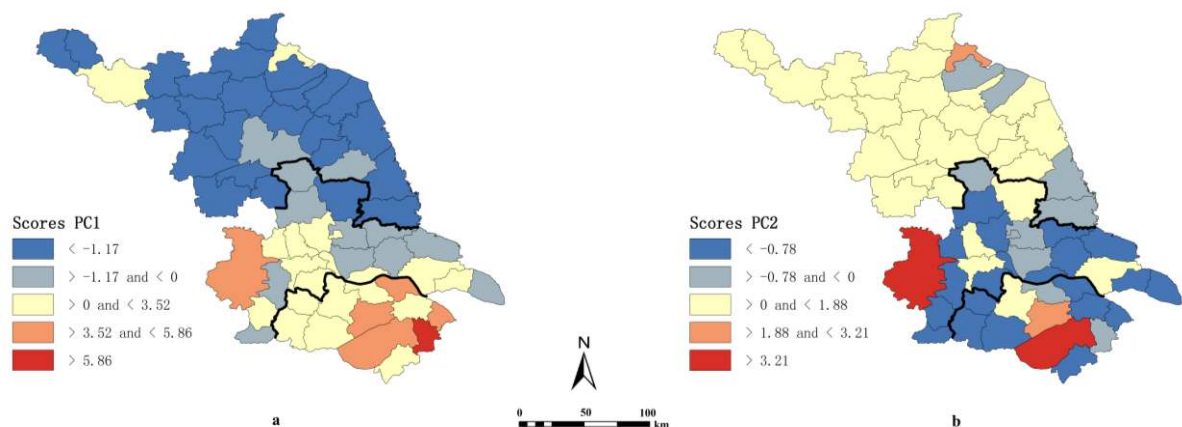 Scores PC1
< -1.17
> -1.17 and < 0
> 0 and < 3.52
> 3.52 and < 5.86
> 5.86
a
N
0 50 100
km
Scores PC2
< -0.78
> -0.78 and < 0
> 0 and < 1.88
> 1.88 and < 3.21
> 3.21
b